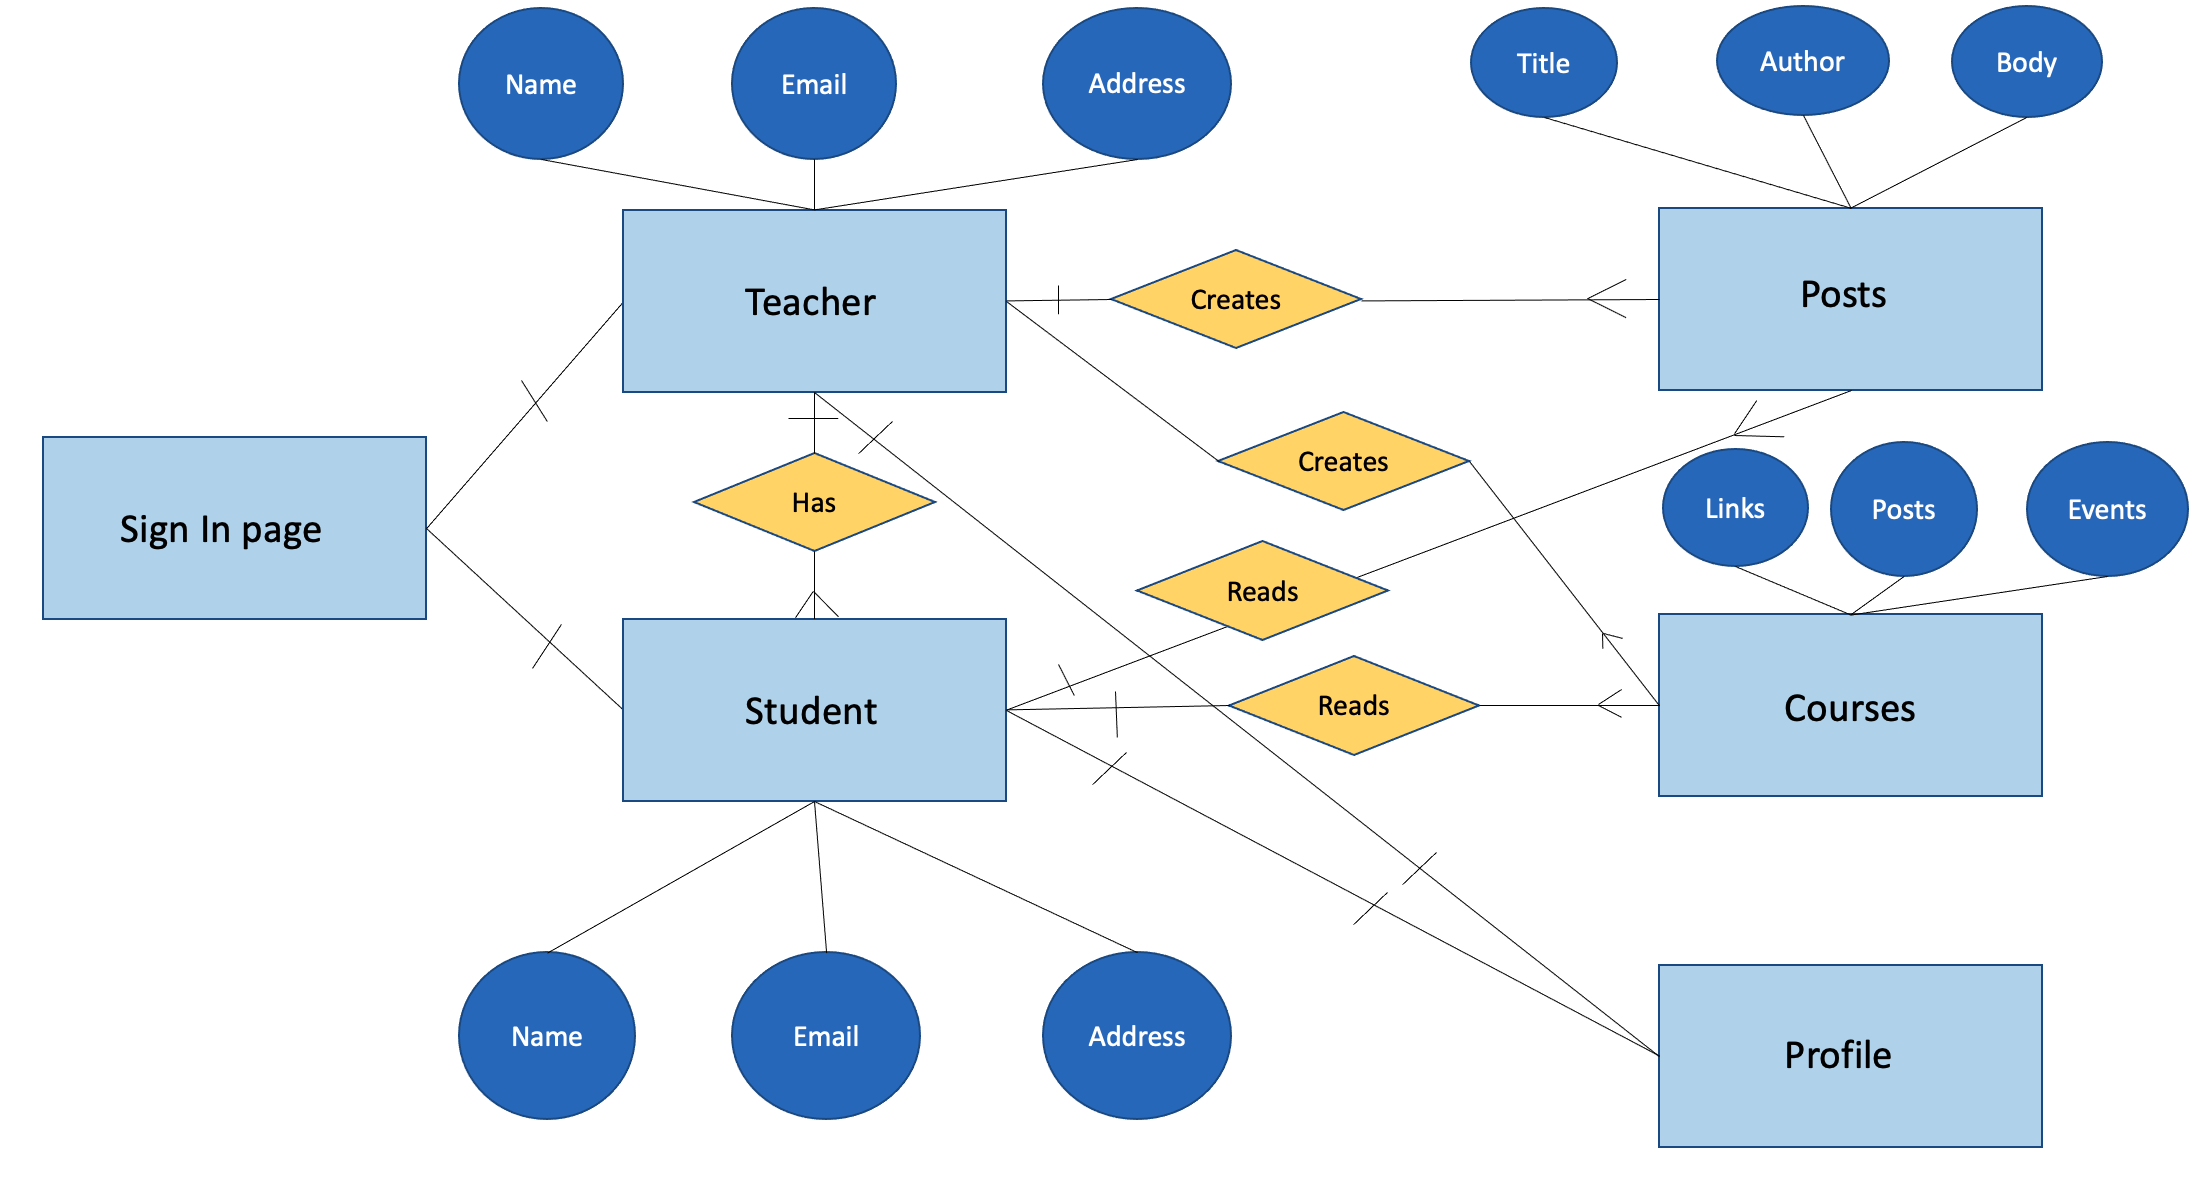 Name
Email
Address
Title
Author
Body
Teacher
Creates
Posts
Creates
Sign In page
Has
Links
Posts
Events
Reads
Student
Reads
Courses
Name
Email
Address
Profile